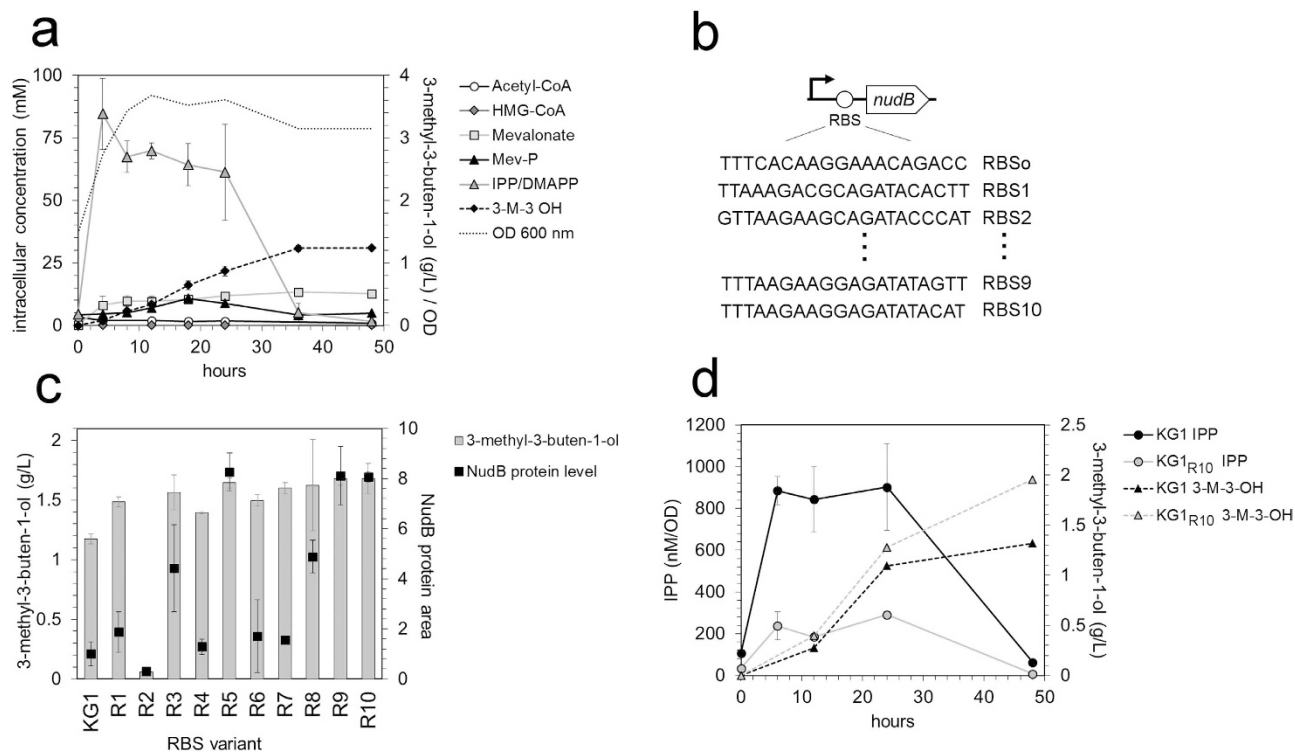 a
100
75
50
25
0
intracellular concentration (mM)
4
3
2
1
0
3-methyl-3-buten-1-ol (g/L) / OD
0 10 20 30 40 50
hours
Acetyl-CoA
HMG-CoA
Mevalonate
Mev-P
IPP/DMAPP
3-M-3 OH
OD 600 nm
b
nudB
RBS
TTTCACAAGGAAACAGACC RBSo
TTAAAGACGCAGATACACTT RBS1
GTTAAGAAGCAGATACCCAT RBS2
TTTAAGAAGGAGATATAGTT RBS9
TTTAAGAAGGAGATATACAT RBS10
c
2
1.5
1
0.5
0
3-methyl-3-buten-1-ol (g/L)
10
8
6
4
2
0
NudB protein area
KG1 R1 R2 R3 R4 R5 R6 R7 R8 R9 R10
RBS variant
3-methyl-3-buten-1-ol
NudB protein level
d
1200
1000
800
600
400
200
0
IPP (nM/OD)
2.5
2
1.5
1
0.5
0
3-methyl-3-buten-1-ol (g/L)
0 10 20 30 40 50
hours
KG1 IPP
KG1R10 IPP
KG1 3-M-3-OH
KG1R10 3-M-3-OH